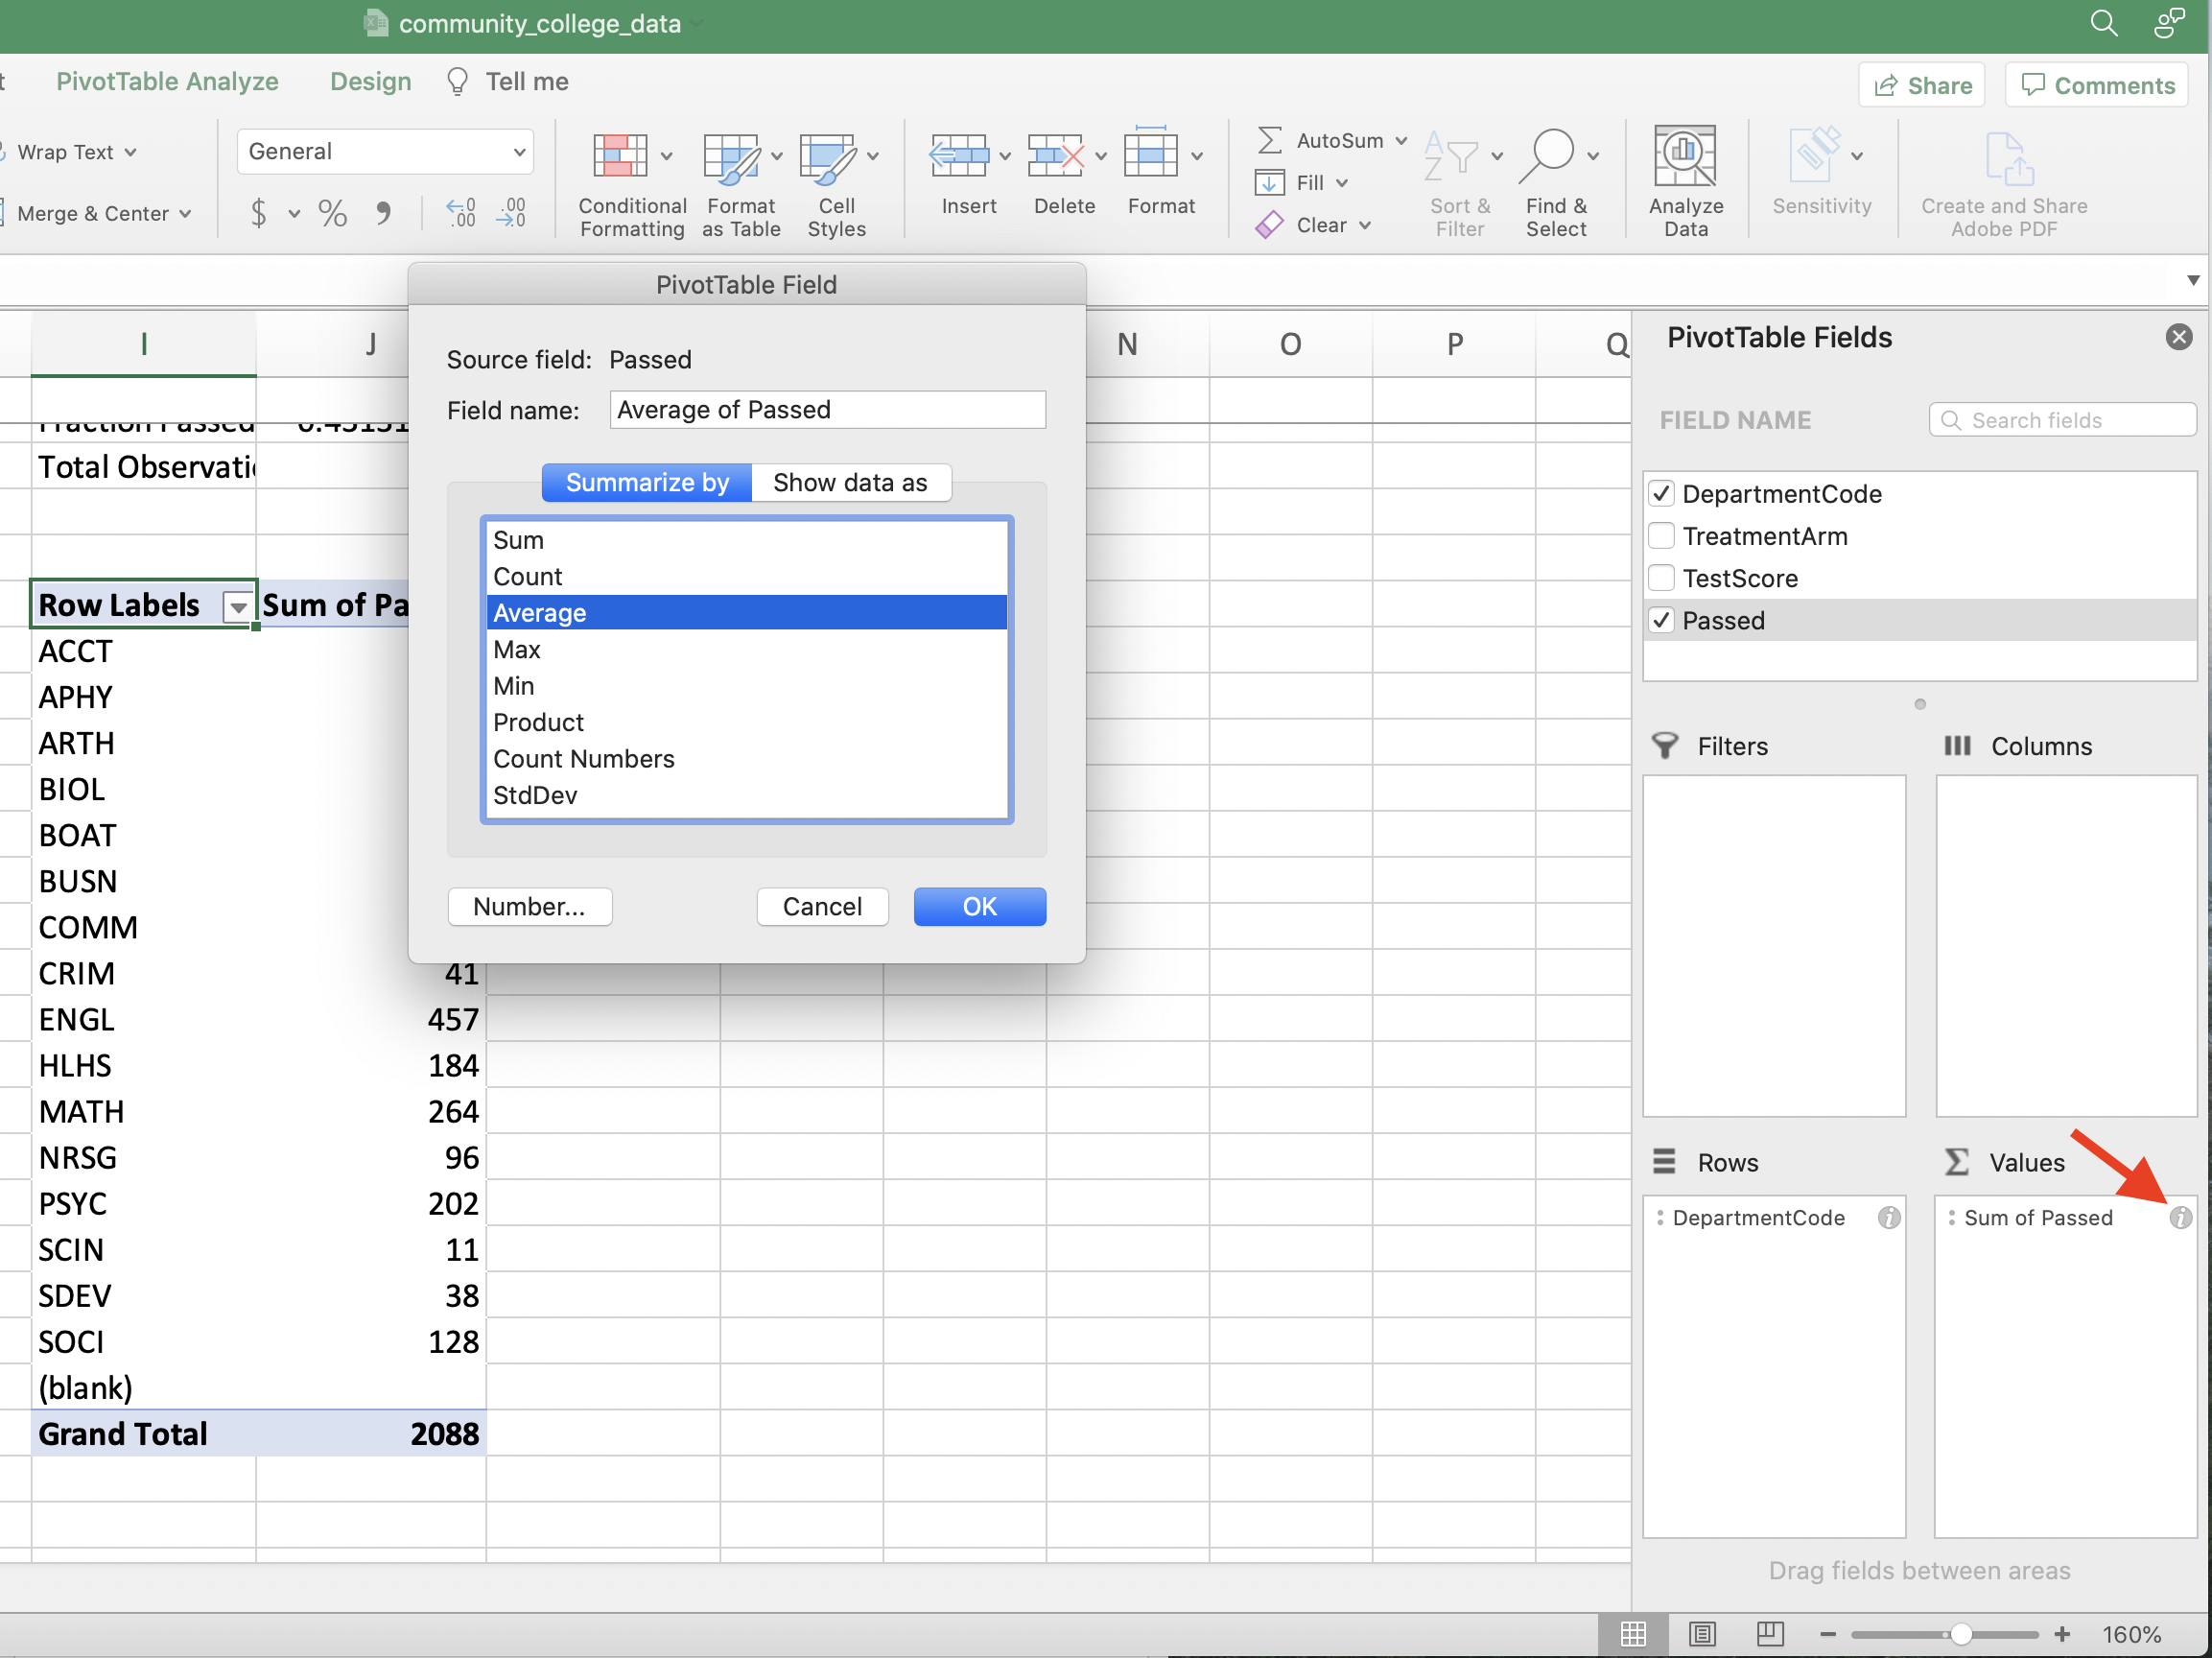 community_college_data
PivotTable Analyze Design Tell me
Share Comments
Wrap Text
General
Merge & Center
$ % 9
←0 .00
.00 →0
Conditional Formatting
Format as Table
Cell Styles
Insert
Delete
Format
AutoSum
Fill
Clear
Sort & Filter
Find & Select
Analyze Data
Sensitivity
Create and Share Adobe PDF
PivotTable Field
Source field: Passed
Field name: Average of Passed
Summarize by Show data as
Sum
Count
Average
Max
Min
Product
Count Numbers
StdDev
Number... Cancel OK
I J N O P Q
Fraction Passed
Total Observati
Row Labels Sum of Pa
ACCT
APHY
ARTH
BIOL
BOAT
BUSN
COMM
CRIM 41
ENGL 457
HLHS 184
MATH 264
NRSG 96
PSYC 202
SCIN 11
SDEV 38
SOCI 128
(blank)
Grand Total 2088
PivotTable Fields
FIELD NAME Search fields
DepartmentCode
TreatmentArm
TestScore
Passed
Filters
Columns
Rows
Values
DepartmentCode
Sum of Passed
Drag fields between areas
160%